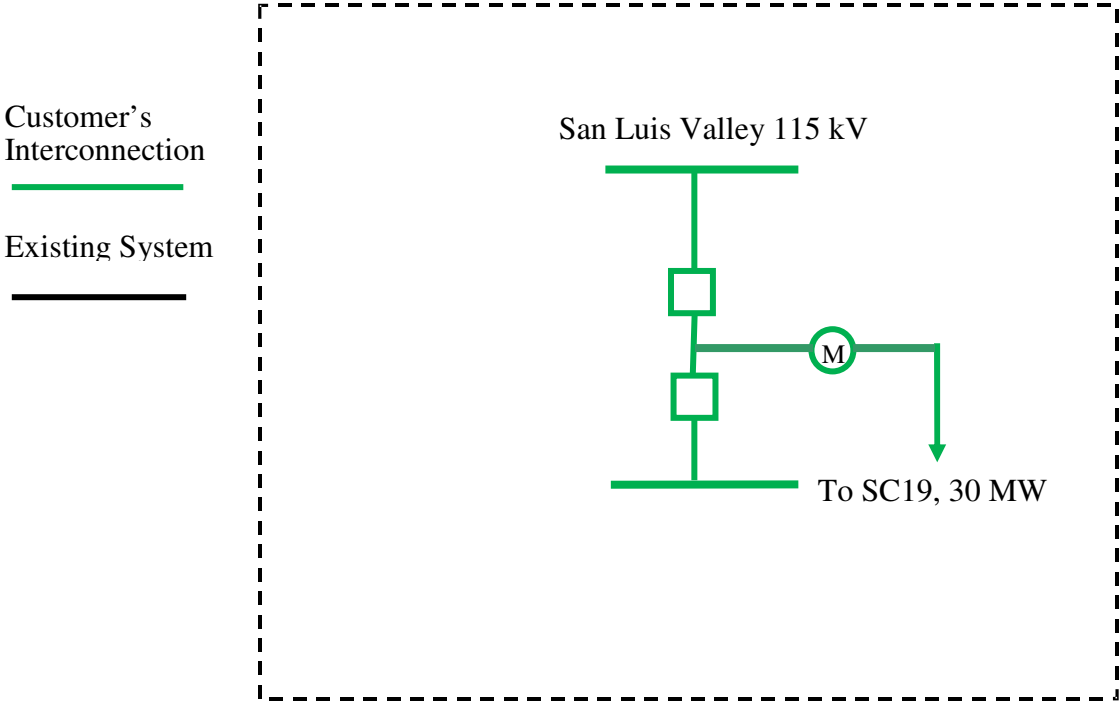 Customer’s
Interconnection
Existing System
San Luis Valley 115 kV
M
To SC19, 30 MW